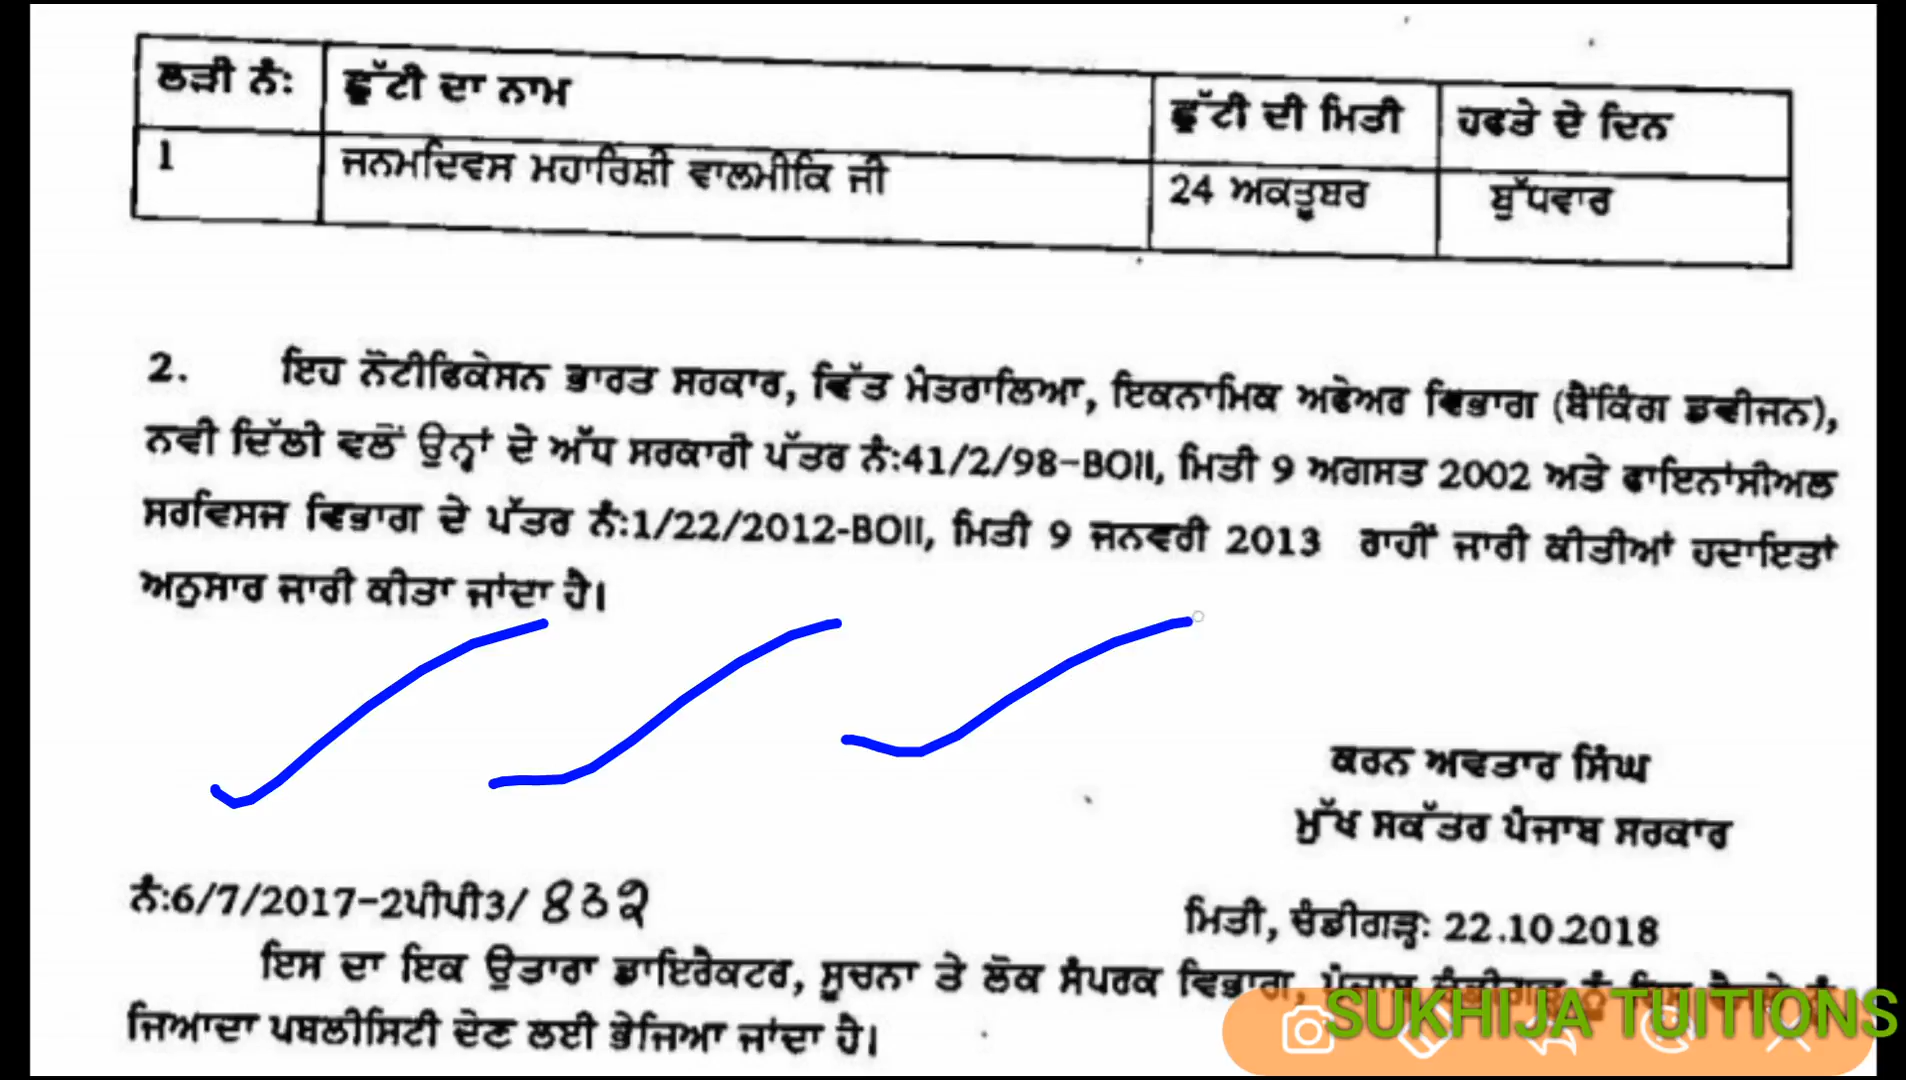 ਲੜੀ ਨੰ: ਛੁੱਟੀ ਦਾ ਨਾਮ ਛੁੱਟੀ ਦੀ ਮਿਤੀ ਹਫਤੇ ਦੇ ਦਿਨ
1 ਜਨਮਦਿਵਸ ਮਹਾਰਿਸ਼ੀ ਵਾਲਮੀਕਿ ਜੀ 24 ਅਕਤੂਬਰ ਬੁੱਧਵਾਰ
2. ਇਹ ਨੋਟੀਫਿਕੇਸਨ ਭਾਰਤ ਸਰਕਾਰ, ਵਿੱਤ ਮੰਤਰਾਲਿਆ, ਇਕਨਾਮਿਕ ਅਫੇਅਰ ਵਿਭਾਗ (ਬੈਂਕਿੰਗ ਡਵੀਜਨ),
ਨਵੀ ਦਿੱਲੀ ਵਲੋਂ ਉਨ੍ਹਾਂ ਦੇ ਅੱਧ ਸਰਕਾਰੀ ਪੱਤਰ ਨੰ:41/2/98-BOII, ਮਿਤੀ 9 ਅਗਸਤ 2002 ਅਤੇ ਫਾਇਨਾਂਸੀਅਲ
ਸਰਵਿਸਜ ਵਿਭਾਗ ਦੇ ਪੱਤਰ ਨੰ:1/22/2012-BOII, ਮਿਤੀ 9 ਜਨਵਰੀ 2013 ਰਾਹੀਂ ਜਾਰੀ ਕੀਤੀਆਂ ਹਦਾਇਤਾਂ
ਅਨੁਸਾਰ ਜਾਰੀ ਕੀਤਾ ਜਾਂਦਾ ਹੈ।
ਕਰਨ ਅਵਤਾਰ ਸਿੰਘ
ਮੁੱਖ ਸਕੱਤਰ ਪੰਜਾਬ ਸਰਕਾਰ
ਨੰ:6/7/2017-2ਪੀਪੀ3/
ਮਿਤੀ, ਚੰਡੀਗੜ੍ਹ: 22.10.2018
ਇਸ ਦਾ ਇਕ ਉਤਾਰਾ ਡਾਇਰੈਕਟਰ, ਸੂਚਨਾ ਤੇ ਲੋਕ ਸੰਪਰਕ ਵਿਭਾਗ, ਪੰਜਾਬ ਚੰਡੀਗੜ੍ਹ ਨੂੰ
ਜਿਆਦਾ ਪਬਲੀਸਿਟੀ ਦੇਣ ਲਈ ਭੇਜਿਆ ਜਾਂਦਾ ਹੈ।
SUKHIJA TUITIONS